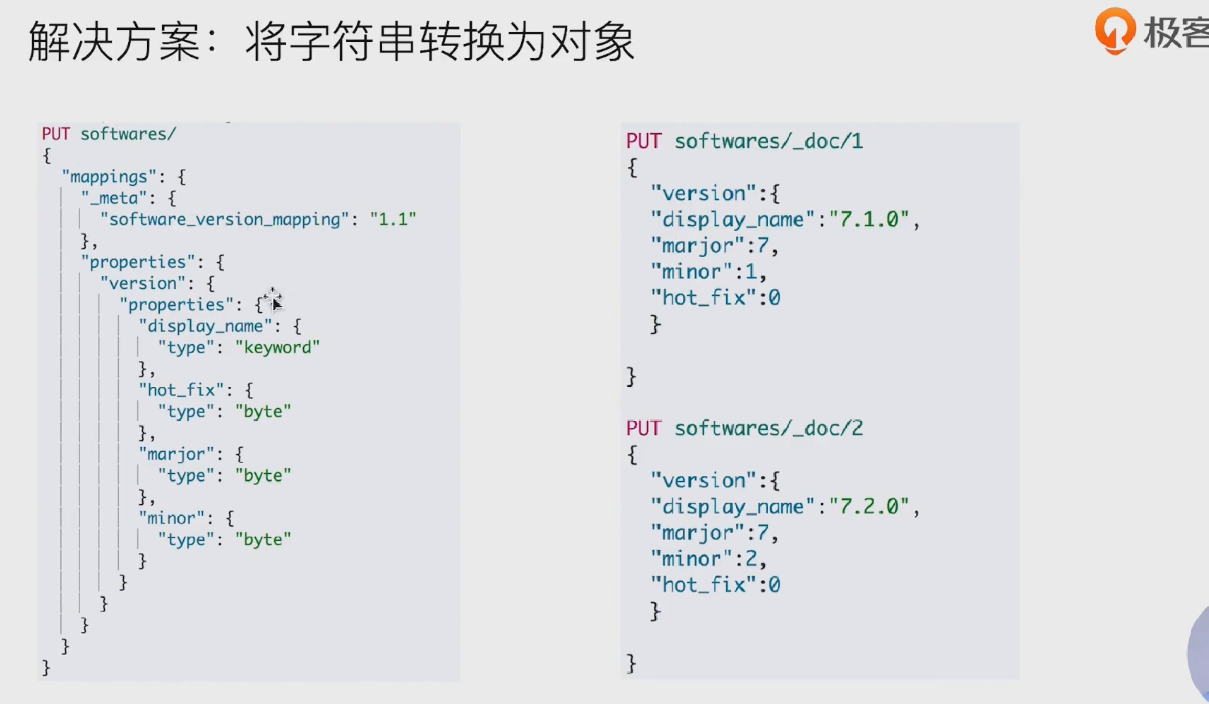 解决方案：将字符串转换为对象
极客
PUT softwares/
{
"mappings": {
"_meta": {
"software_version_mapping": "1.1"
},
"properties": {
"version": {
"properties": {
"display_name": {
"type": "keyword"
},
"hot_fix": {
"type": "byte"
},
"marjor": {
"type": "byte"
},
"minor": {
"type": "byte"
}
}
}
}
}
}
PUT softwares/_doc/1
{
"version":{
"display_name":"7.1.0",
"marjor":7,
"minor":1,
"hot_fix":0
}
}
PUT softwares/_doc/2
{
"version":{
"display_name":"7.2.0",
"marjor":7,
"minor":2,
"hot_fix":0
}
}